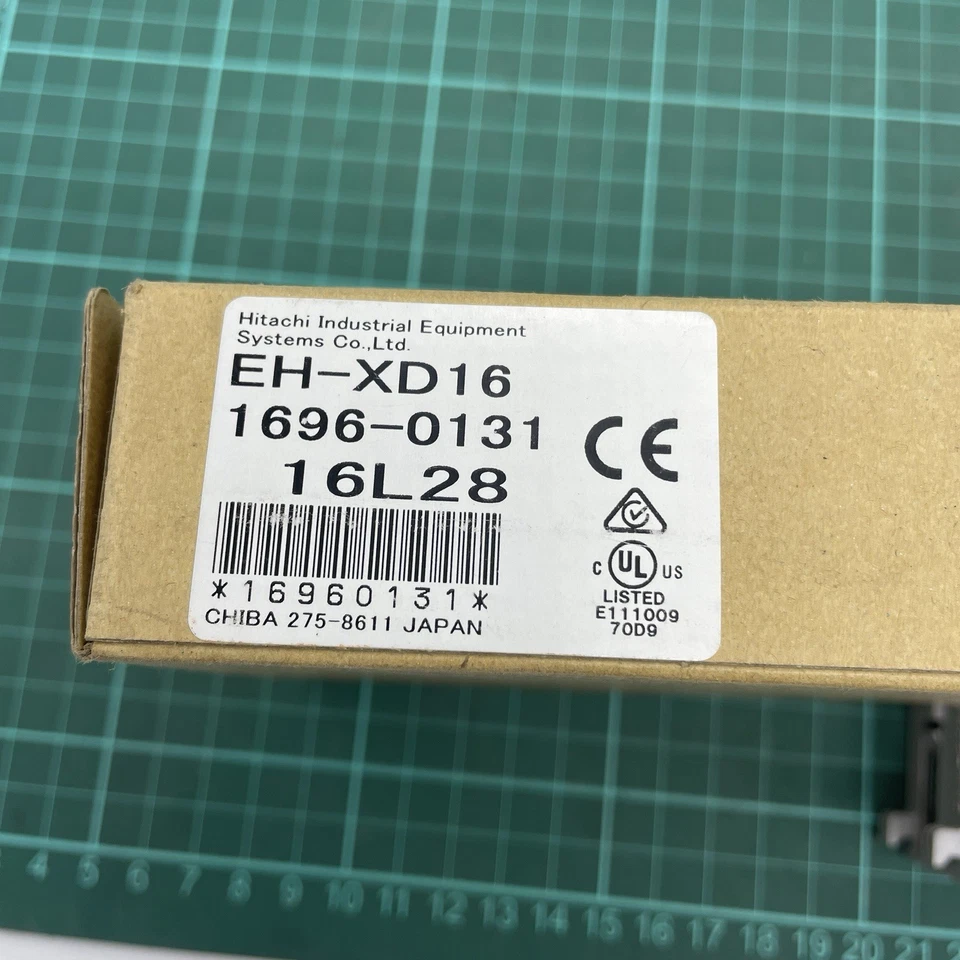 Hitachi Industrial Equipment
Systems Co.,Ltd.
EH-XD16
1696-0131
16L28
CE
*16960131*
CHIBA 275-8611 JAPAN
C UL US
LISTED
E111009
70D9
4 5 6 7 8 9 10 11 12 13 14 15 16 17 18 19 20 21